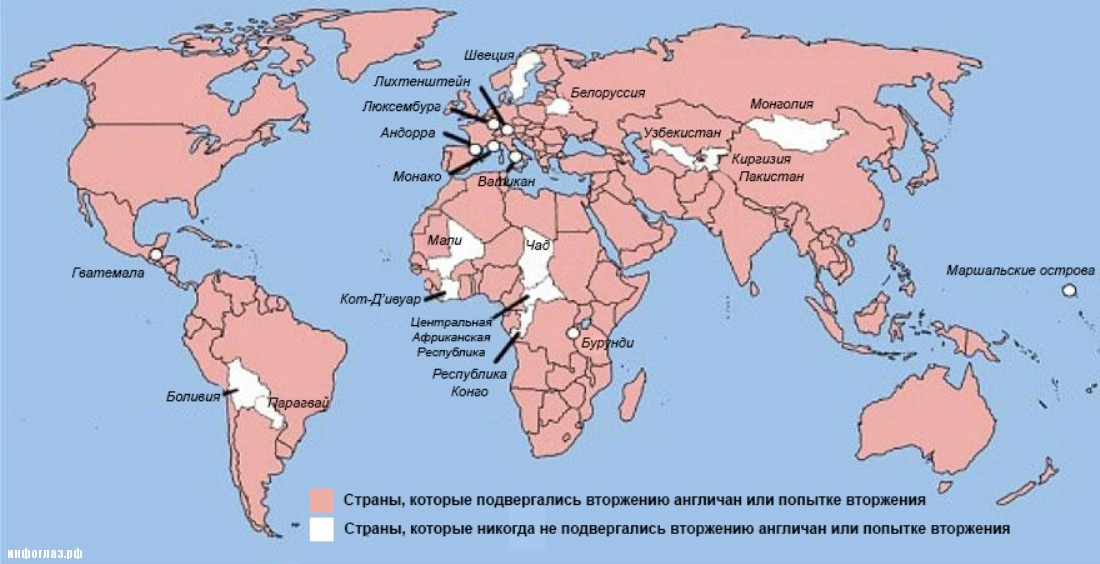 Швеция
Лихтенштейн
Люксембург
Белоруссия
Монголия
Андорра
Узбекистан
Киргизия
Монако
Ватикан
Пакистан
Мали
Чад
Гватемала
Маршальские острова
Кот-Д'ивуар
Центральная
Африканская
Республика
Бурунди
Республика
Конго
Боливия
Парагвай
Страны, которые подвергались вторжению англичан или попытке вторжения
Страны, которые никогда не подвергались вторжению англичан или попытке вторжения
инфоглаз.рф